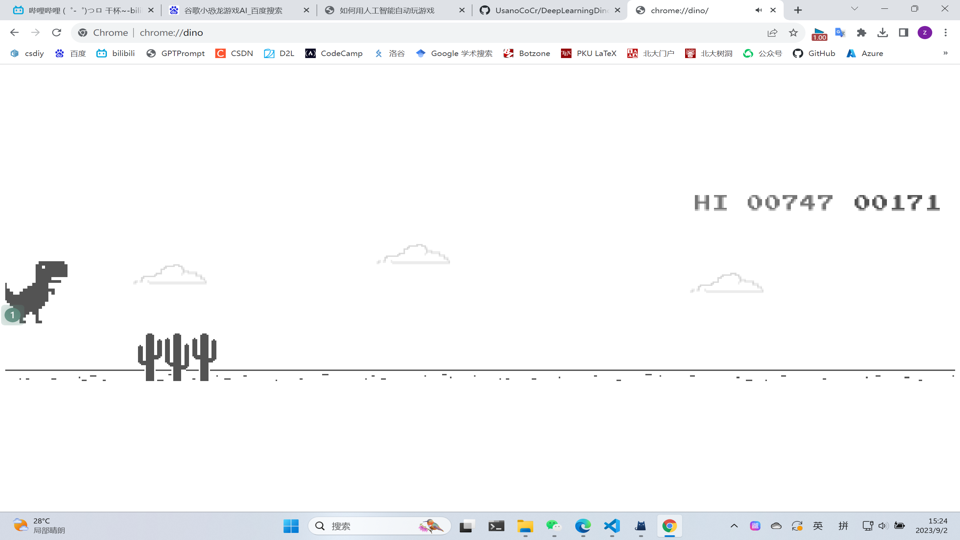 哔哩哔哩 (゜-゜)つロ 干杯~-bili
谷歌小恐龙游戏AI_百度搜索
如何用人工智能自动玩游戏
UsanoCoCr/DeepLearningDin
chrome://dino/
Chrome | chrome://dino
1.00
z
csdiy
百度
bilibili
GPTPrompt
CSDN
D2L
CodeCamp
洛谷
Google 学术搜索
Botzone
PKU LaTeX
北大门户
北大树洞
公众号
GitHub
Azure
»
HI 00747 00171
1
28°C
局部晴朗
搜索
英
拼
15:24
2023/9/2